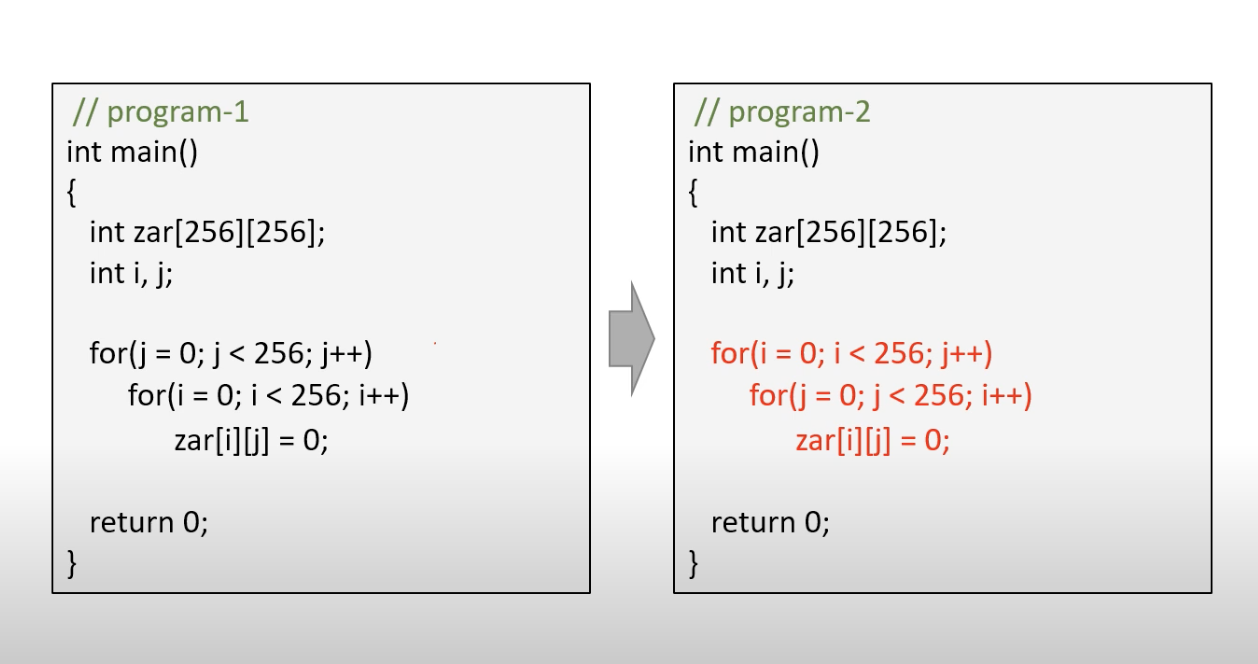 // program-1
int main()
{
int zar[256][256];
int i, j;
for(j = 0; j < 256; j++)
for(i = 0; i < 256; i++)
zar[i][j] = 0;
return 0;
}
// program-2
int main()
{
int zar[256][256];
int i, j;
for(i = 0; i < 256; j++)
for(j = 0; j < 256; i++)
zar[i][j] = 0;
return 0;
}